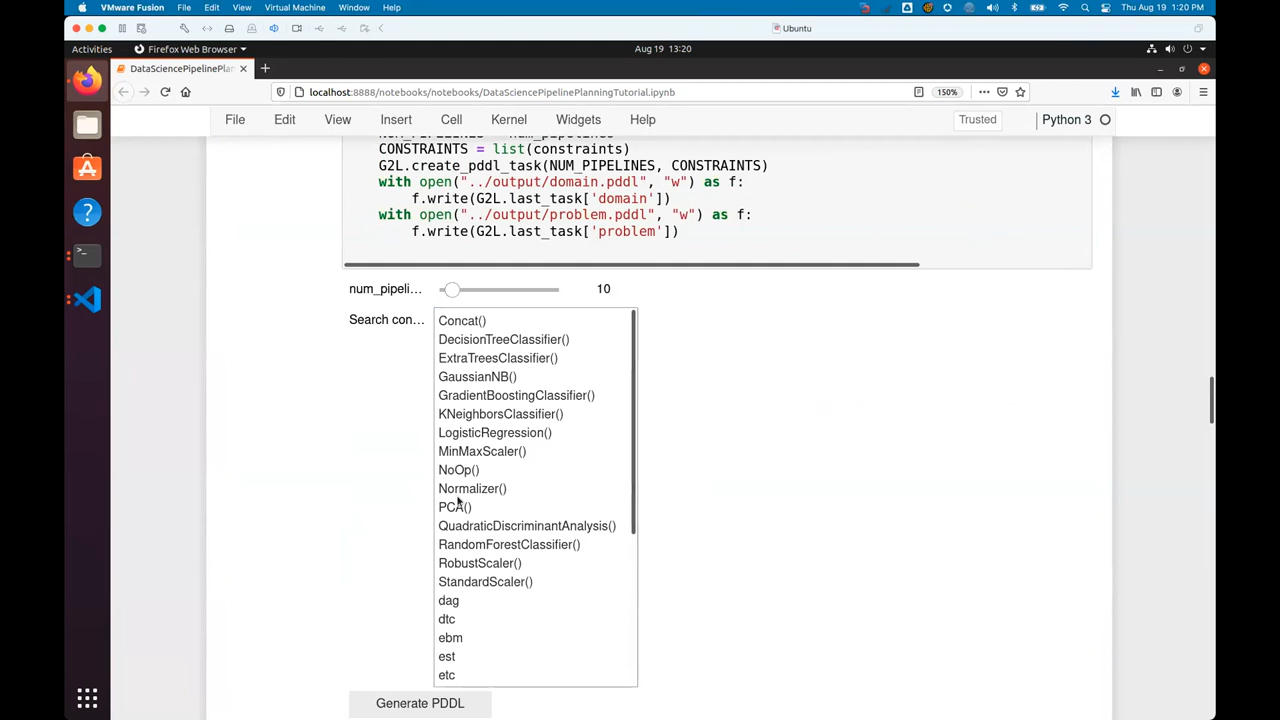 VMware Fusion File Edit View Virtual Machine Window Help Thu Aug 19 1:20 PM
Ubuntu
Activities Firefox Web Browser Aug 19 13:20
DataSciencePipelinePlan
localhost:8888/notebooks/notebooks/DataSciencePipelinePlanningTutorial.ipynb 150%
File Edit View Insert Cell Kernel Widgets Help Trusted Python 3
NUM_PIPELINES = num_pipelines
CONSTRAINTS = list(constraints)
G2L.create_pddl_task(NUM_PIPELINES, CONSTRAINTS)
with open("../output/domain.pddl", "w") as f:
f.write(G2L.last_task['domain'])
with open("../output/problem.pddl", "w") as f:
f.write(G2L.last_task['problem'])
num_pipeli… 10
Search con…
Concat()
DecisionTreeClassifier()
ExtraTreesClassifier()
GaussianNB()
GradientBoostingClassifier()
KNeighborsClassifier()
LogisticRegression()
MinMaxScaler()
NoOp()
Normalizer()
PCA()
QuadraticDiscriminantAnalysis()
RandomForestClassifier()
RobustScaler()
StandardScaler()
dag
dtc
ebm
est
etc
Generate PDDL